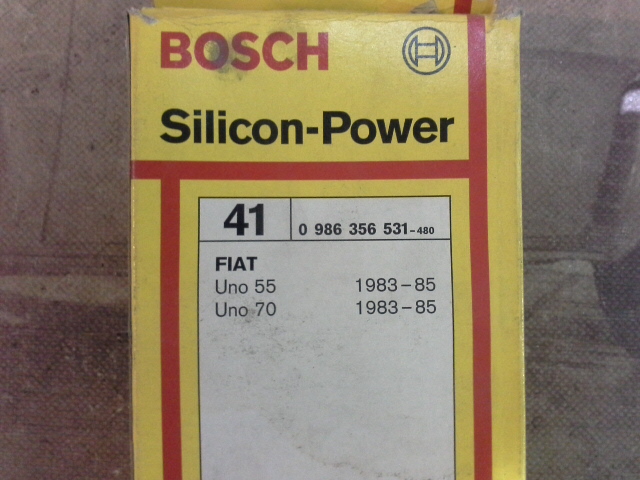 BOSCH
Silicon-Power
41 0 986 356 531-480
FIAT
Uno 55 1983-85
Uno 70 1983-85